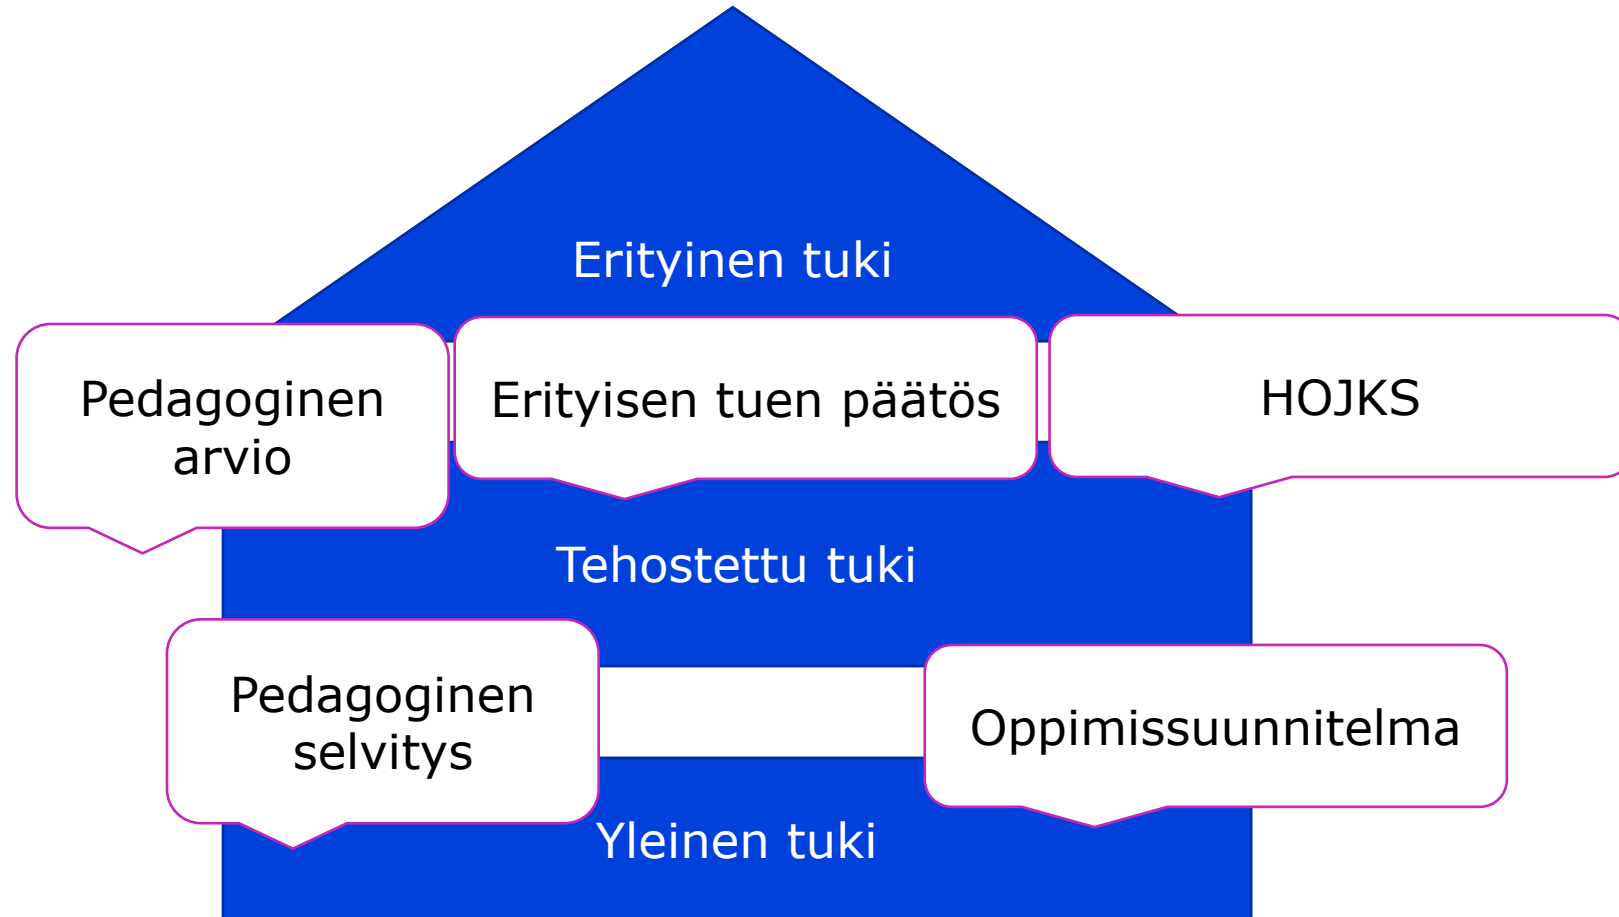 Erityinen tuki
Pedagoginen
arvio
Erityisen tuen päätös
HOJKS
Tehostettu tuki
Pedagoginen
selvitys
Oppimissuunnitelma
Yleinen tuki